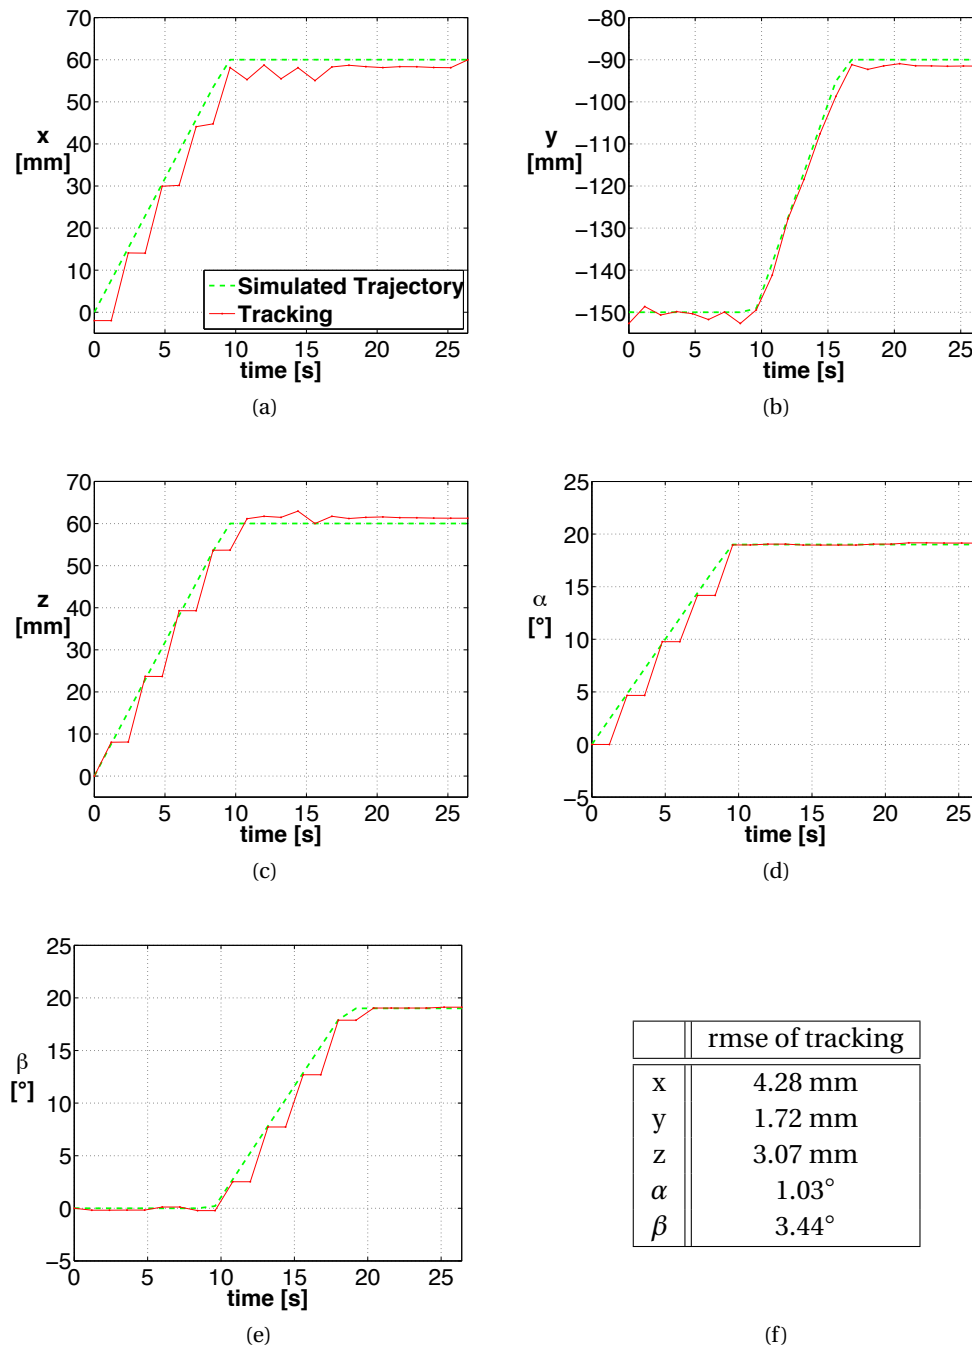 70
60
50
40
30
20
10
0
x
[mm]
Simulated Trajectory
Tracking
0 5 10 15 20 25
time [s]
(a)
−80
−90
−100
−110
−120
−130
−140
−150
y
[mm]
0 5 10 15 20 25
time [s]
(b)
70
60
50
40
30
20
10
0
z
[mm]
0 5 10 15 20 25
time [s]
(c)
25
20
15
10
5
0
−5
α
[°]
0 5 10 15 20 25
time [s]
(d)
25
20
15
10
5
0
−5
β
[°]
0 5 10 15 20 25
time [s]
(e)
rmse of tracking
x 4.28 mm
y 1.72 mm
z 3.07 mm
α 1.03°
β 3.44°
(f)